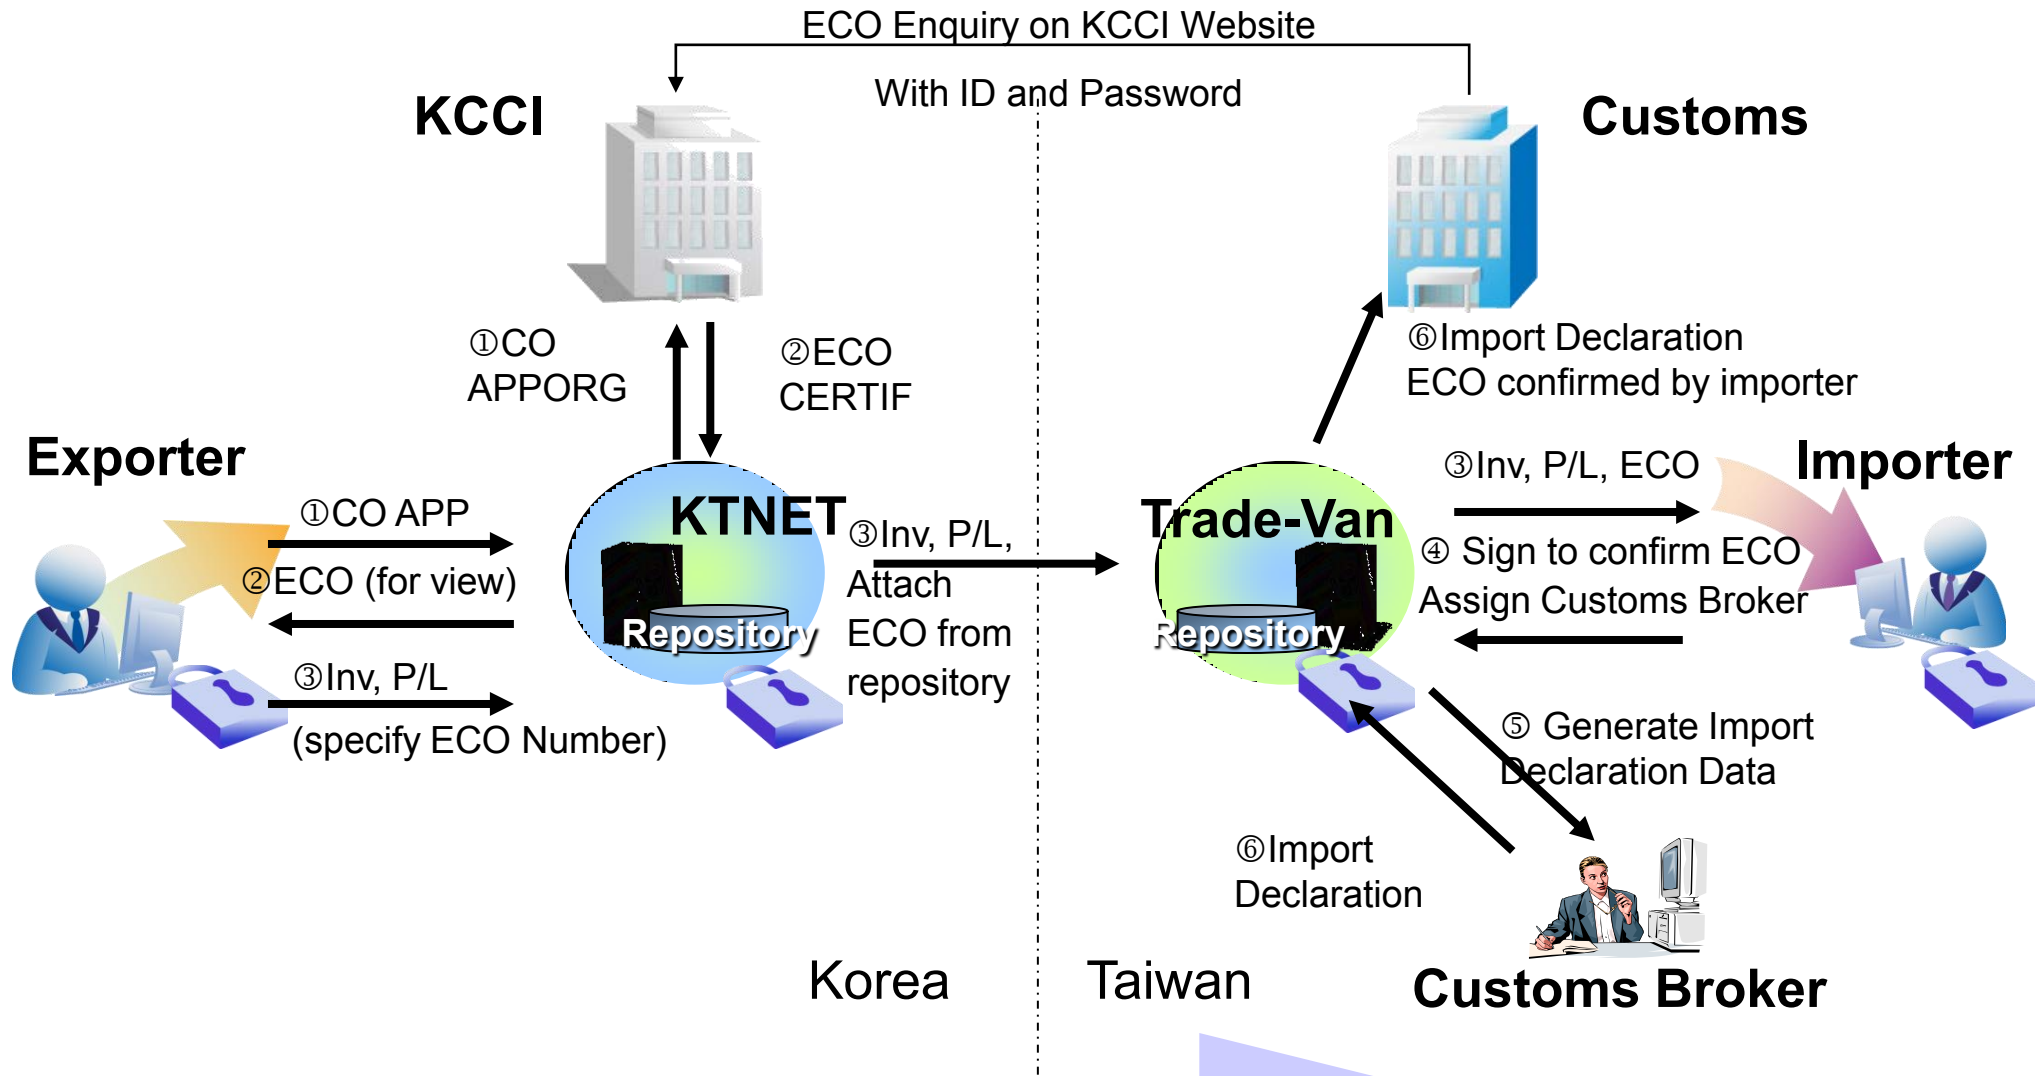 ECO Enquiry on KCCI Website
With ID and Password
KCCI
Customs
①CO
APPORG
②ECO
CERTIF
⑥Import Declaration
ECO confirmed by importer
Exporter
①CO APP
②ECO (for view)
③Inv, P/L
(specify ECO Number)
KTNET
Repository
③Inv, P/L,
Attach
ECO from
repository
Trade-Van
Repository
③Inv, P/L, ECO
Importer
④ Sign to confirm ECO
Assign Customs Broker
⑤ Generate Import
Declaration Data
⑥Import
Declaration
Customs Broker
Korea
Taiwan